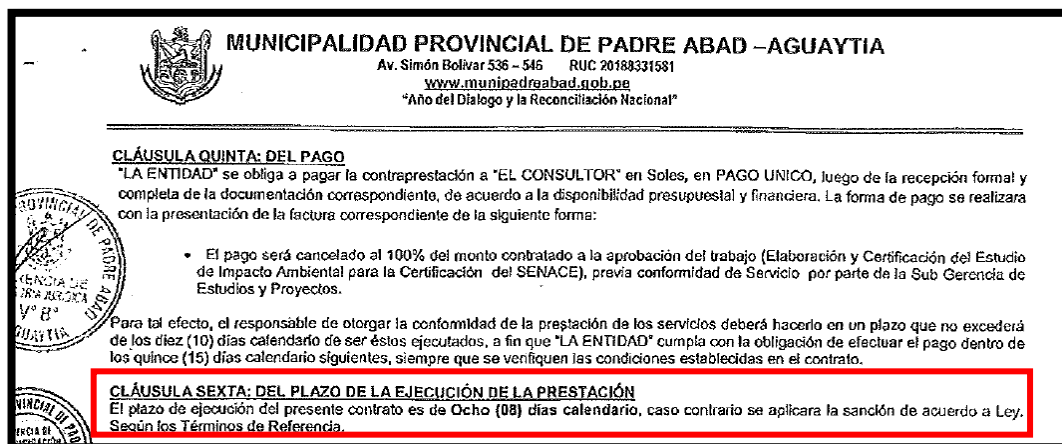 MUNICIPALIDAD PROVINCIAL DE PADRE ABAD –AGUAYTIA
Av. Simón Bolívar 536 – 546 RUC 20188331581
www.munipadreabad.gob.pe
"Año del Dialogo y la Reconciliación Nacional"
CLÁUSULA QUINTA: DEL PAGO
"LA ENTIDAD" se obliga a pagar la contraprestación a "EL CONSULTOR" en Soles, en PAGO UNICO, luego de la recepción formal y
completa de la documentación correspondiente, de acuerdo a la disponibilidad presupuestal y financiera. La forma de pago se realizara
con la presentación de la factura correspondiente de la siguiente forma:
• El pago será cancelado al 100% del monto contratado a la aprobación del trabajo (Elaboración y Certificación del Estudio
de Impacto Ambiental para la Certificación del SENACE), previa conformidad de Servicio por parte de la Sub Gerencia de
Estudios y Proyectos.
Para tal efecto, el responsable de otorgar la conformidad de la prestación de los servicios deberá hacerlo en un plazo que no excederá
de los diez (10) días calendario de ser éstos ejecutados, a fin que "LA ENTIDAD" cumpla con la obligación de efectuar el pago dentro de
los quince (15) días calendario siguientes, siempre que se verifiquen las condiciones establecidas en el contrato.
CLÁUSULA SEXTA: DEL PLAZO DE LA EJECUCIÓN DE LA PRESTACIÓN
El plazo de ejecución del presente contrato es de Ocho (08) días calendario, caso contrario se aplicara la sanción de acuerdo a Ley.
Según los Términos de Referencia.
DE PADRE ABAD
V° B°